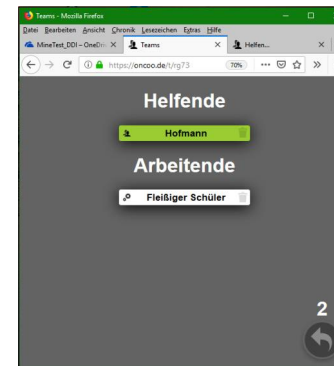 Teams - Mozilla Firefox
Datei Bearbeiten Ansicht Chronik Lesezeichen Extras Hilfe
MineTest_DDI – OneDriv
Teams
Helfen...
https://oncoo.de/t/rg73
70%
Helfende
Hofmann
Arbeitende
Fleißiger Schüler
2